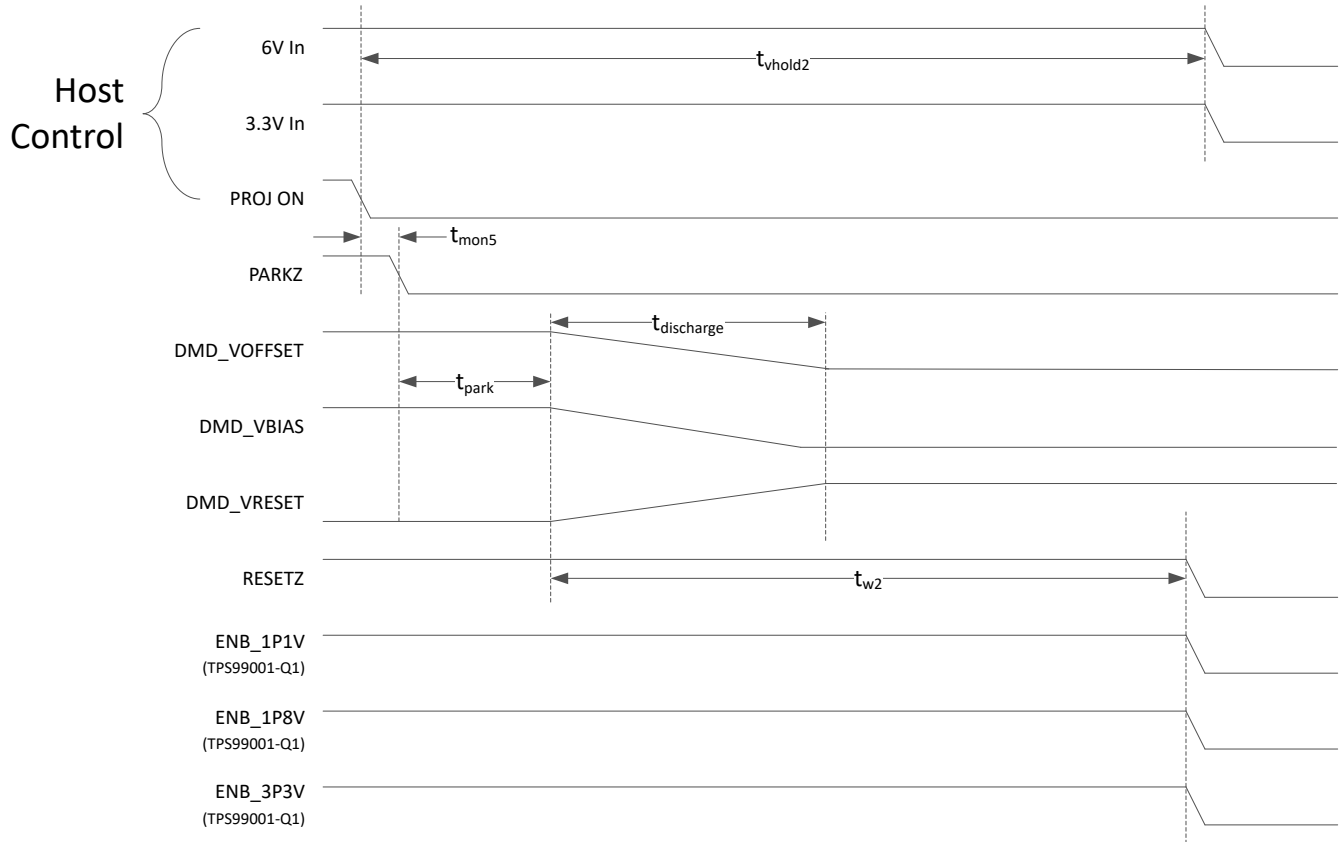 Host
Control
6V In
t_vhold2
3.3V In
PROJ ON
t_mon5
PARKZ
t_discharge
DMD_VOFFSET
t_park
DMD_VBIAS
DMD_VRESET
RESETZ
t_w2
ENB_1P1V
(TPS99001-Q1)
ENB_1P8V
(TPS99001-Q1)
ENB_3P3V
(TPS99001-Q1)